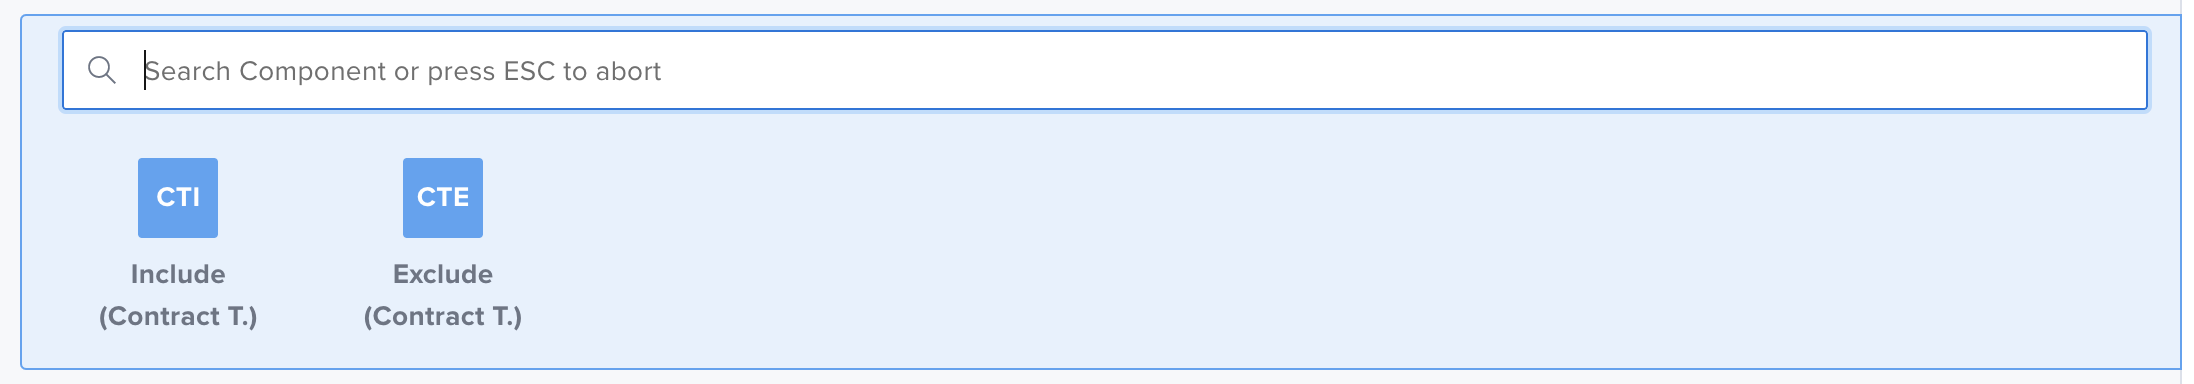 Search Component or press ESC to abort
CTI
CTE
Include
(Contract T.)
Exclude
(Contract T.)